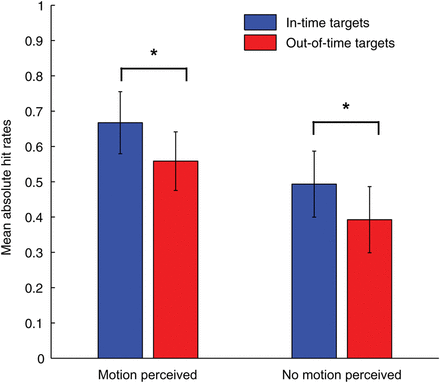 In-time targets
Out-of-time targets
Mean absolute hit rates
1
0.9
0.8
0.7
0.6
0.5
0.4
0.3
0.2
0.1
0
*
*
Motion perceived
No motion perceived